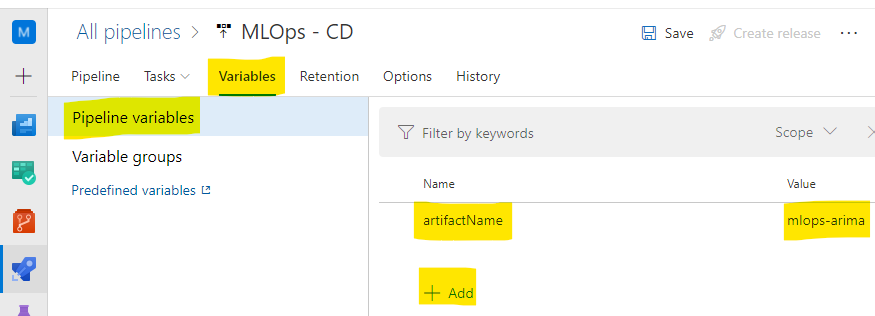 M
All pipelines > MLOps - CD
Save
Create release
...
Pipeline Tasks Variables Retention Options History
Pipeline variables
Variable groups
Predefined variables
Filter by keywords
Scope
Name Value
artifactName mlops-arima
+ Add